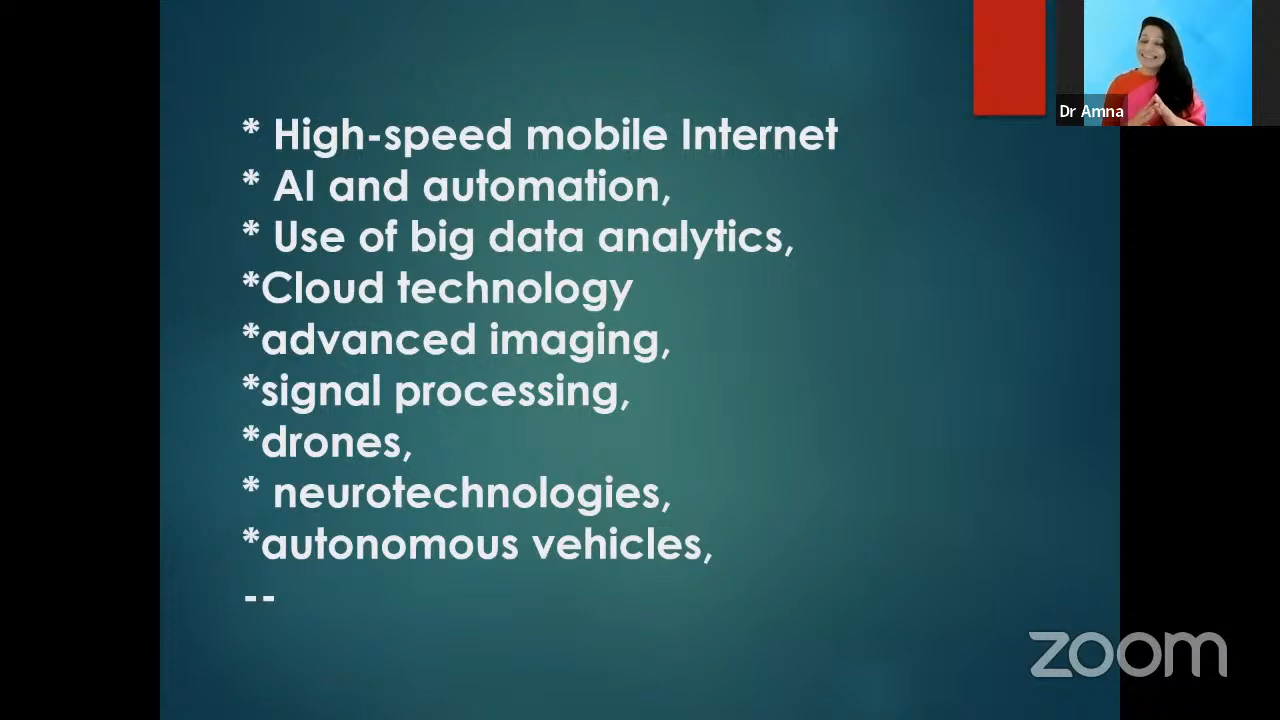 * High-speed mobile Internet
* AI and automation,
* Use of big data analytics,
*Cloud technology
*advanced imaging,
*signal processing,
*drones,
* neurotechnologies,
*autonomous vehicles,
--
Dr Amna
zoom